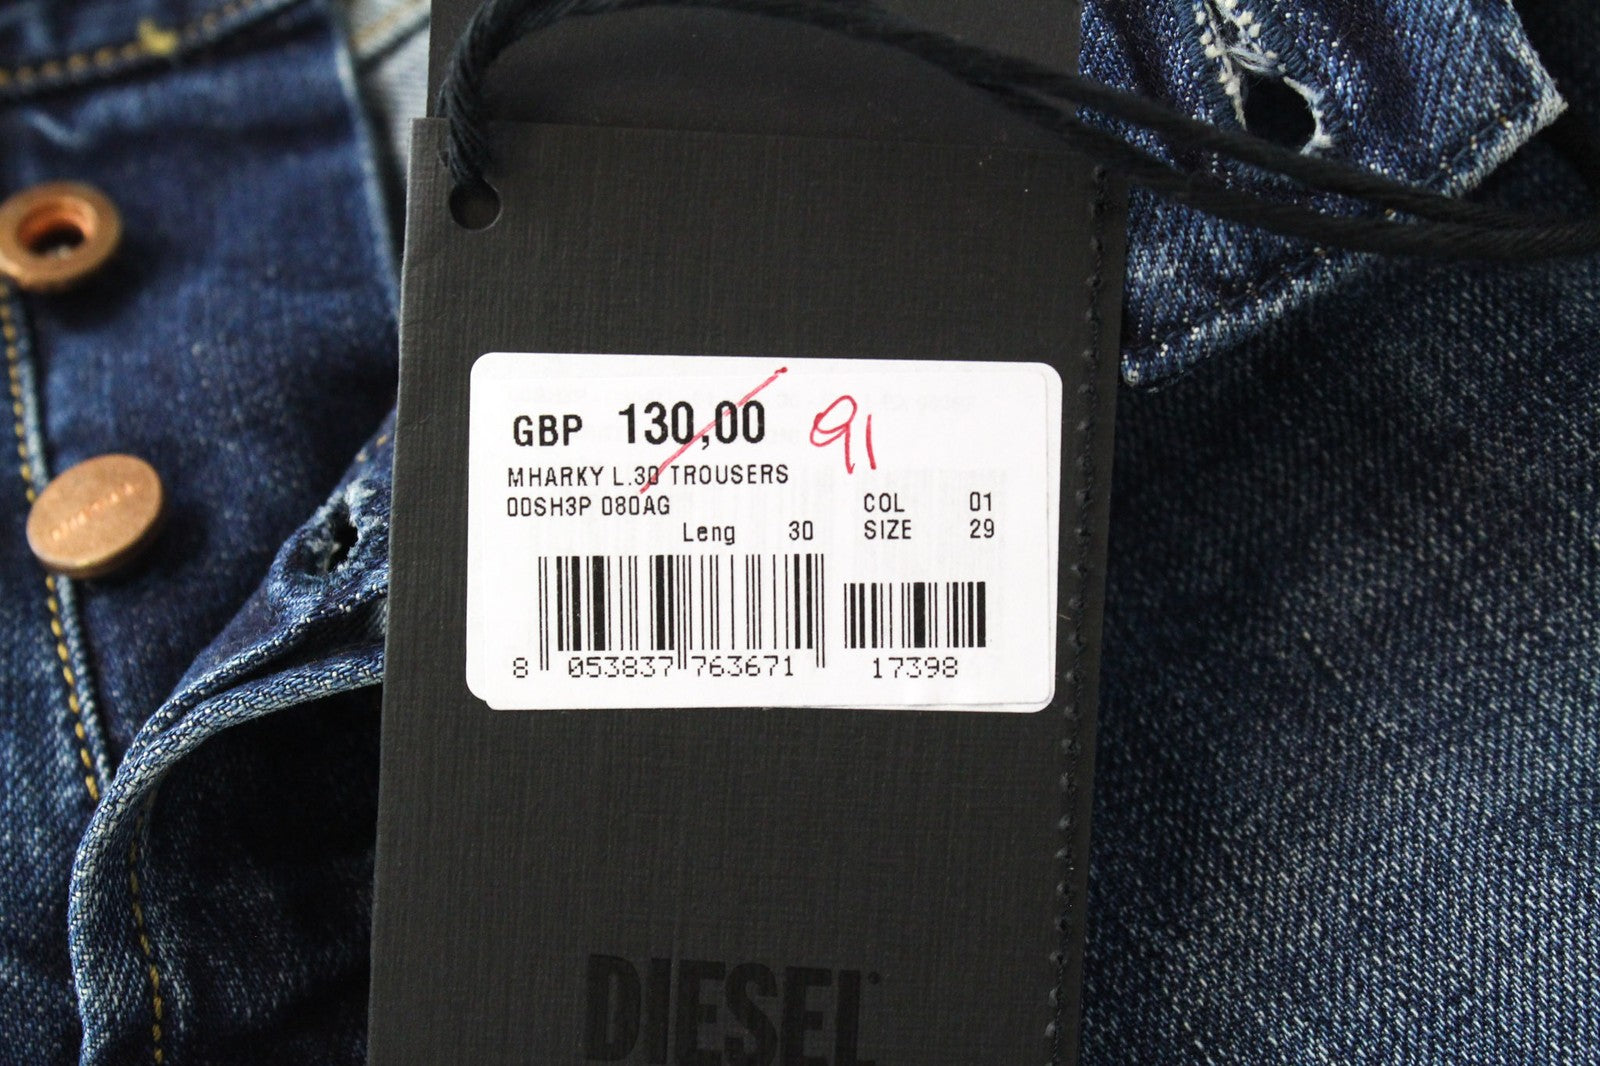 GBP 130,00 91
MHARKY L.30 TROUSERS
00SH3P 080AG COL 01
Leng 30 SIZE 29
8 053837 763671 17398
DIESEL